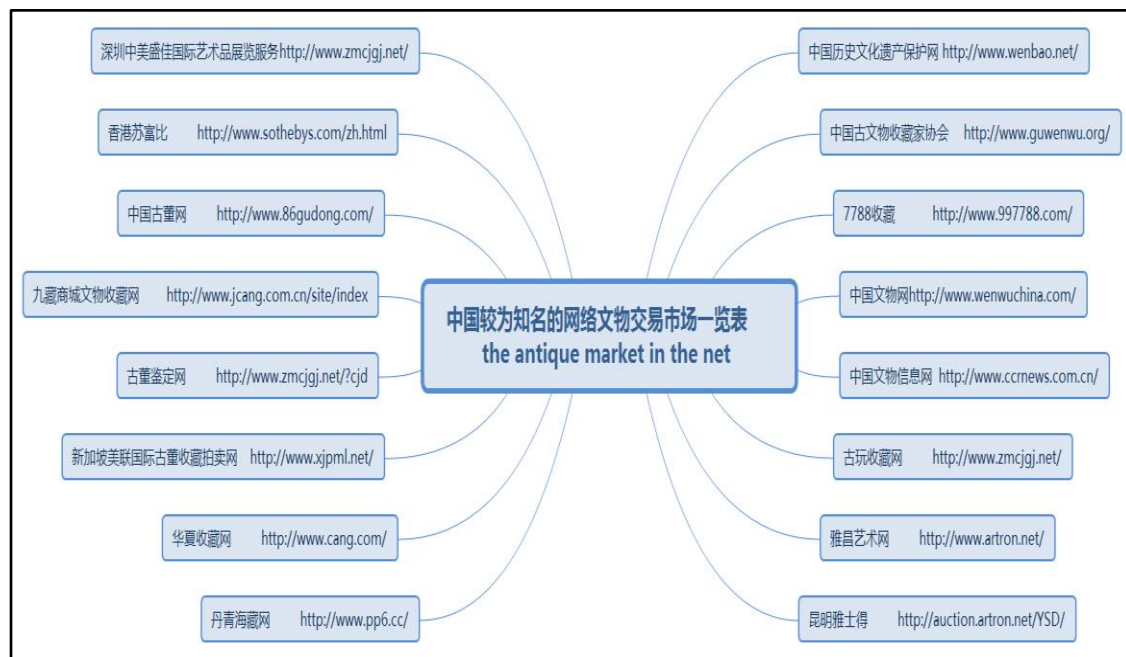 深圳中美盛佳国际艺术品展览服务http://www.zmcjgj.net/
香港苏富比 http://www.sothebys.com/zh.html
中国古董网 http://www.86gudong.com/
九藏商城文物收藏网 http://www.jcang.com.cn/site/index
古董鉴定网 http://www.zmcjgj.net/?cjd
新加坡美联国际古董收藏拍卖网 http://www.xjpml.net/
华夏收藏网 http://www.cang.com/
丹青海藏网 http://www.pp6.cc/
中国较为知名的网络文物交易市场一览表
the antique market in the net
中国历史文化遗产保护网 http://www.wenbao.net/
中国古文物收藏家协会 http://www.guwenwu.org/
7788收藏 http://www.997788.com/
中国文物网http://www.wenwuchina.com/
中国文物信息网 http://www.ccrnews.com.cn/
古玩收藏网 http://www.zmcjgj.net/
雅昌艺术网 http://www.artron.net/
昆明雅士得 http://auction.artron.net/YSD/